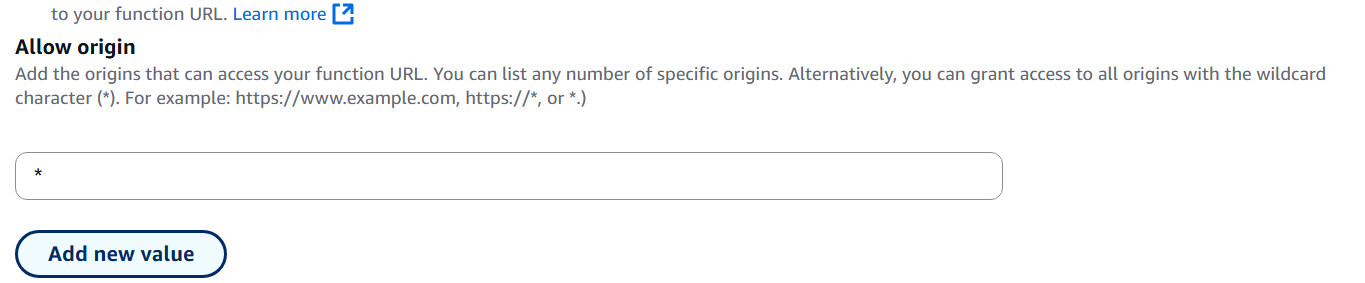 to your function URL. Learn more
Allow origin
Add the origins that can access your function URL. You can list any number of specific origins. Alternatively, you can grant access to all origins with the wildcard
character (*). For example: https://www.example.com, https://*, or *.)
*
Add new value